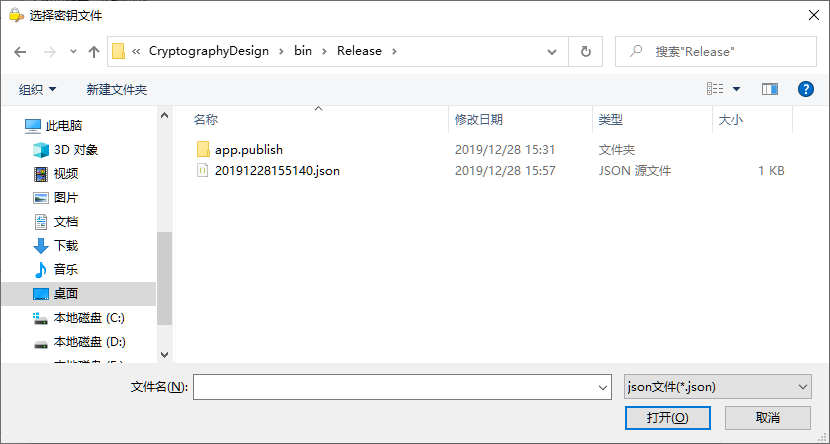 选择密钥文件
« CryptographyDesign › bin › Release ›
搜索"Release"
组织
新建文件夹
?
名称 修改日期 类型 大小
此电脑
3D 对象
视频
图片
文档
下载
音乐
桌面
本地磁盘 (C:)
本地磁盘 (D:)
app.publish 2019/12/28 15:31 文件夹
20191228155140.json 2019/12/28 15:57 JSON 源文件 1 KB
文件名(N):
json文件(*.json)
打开(O)
取消